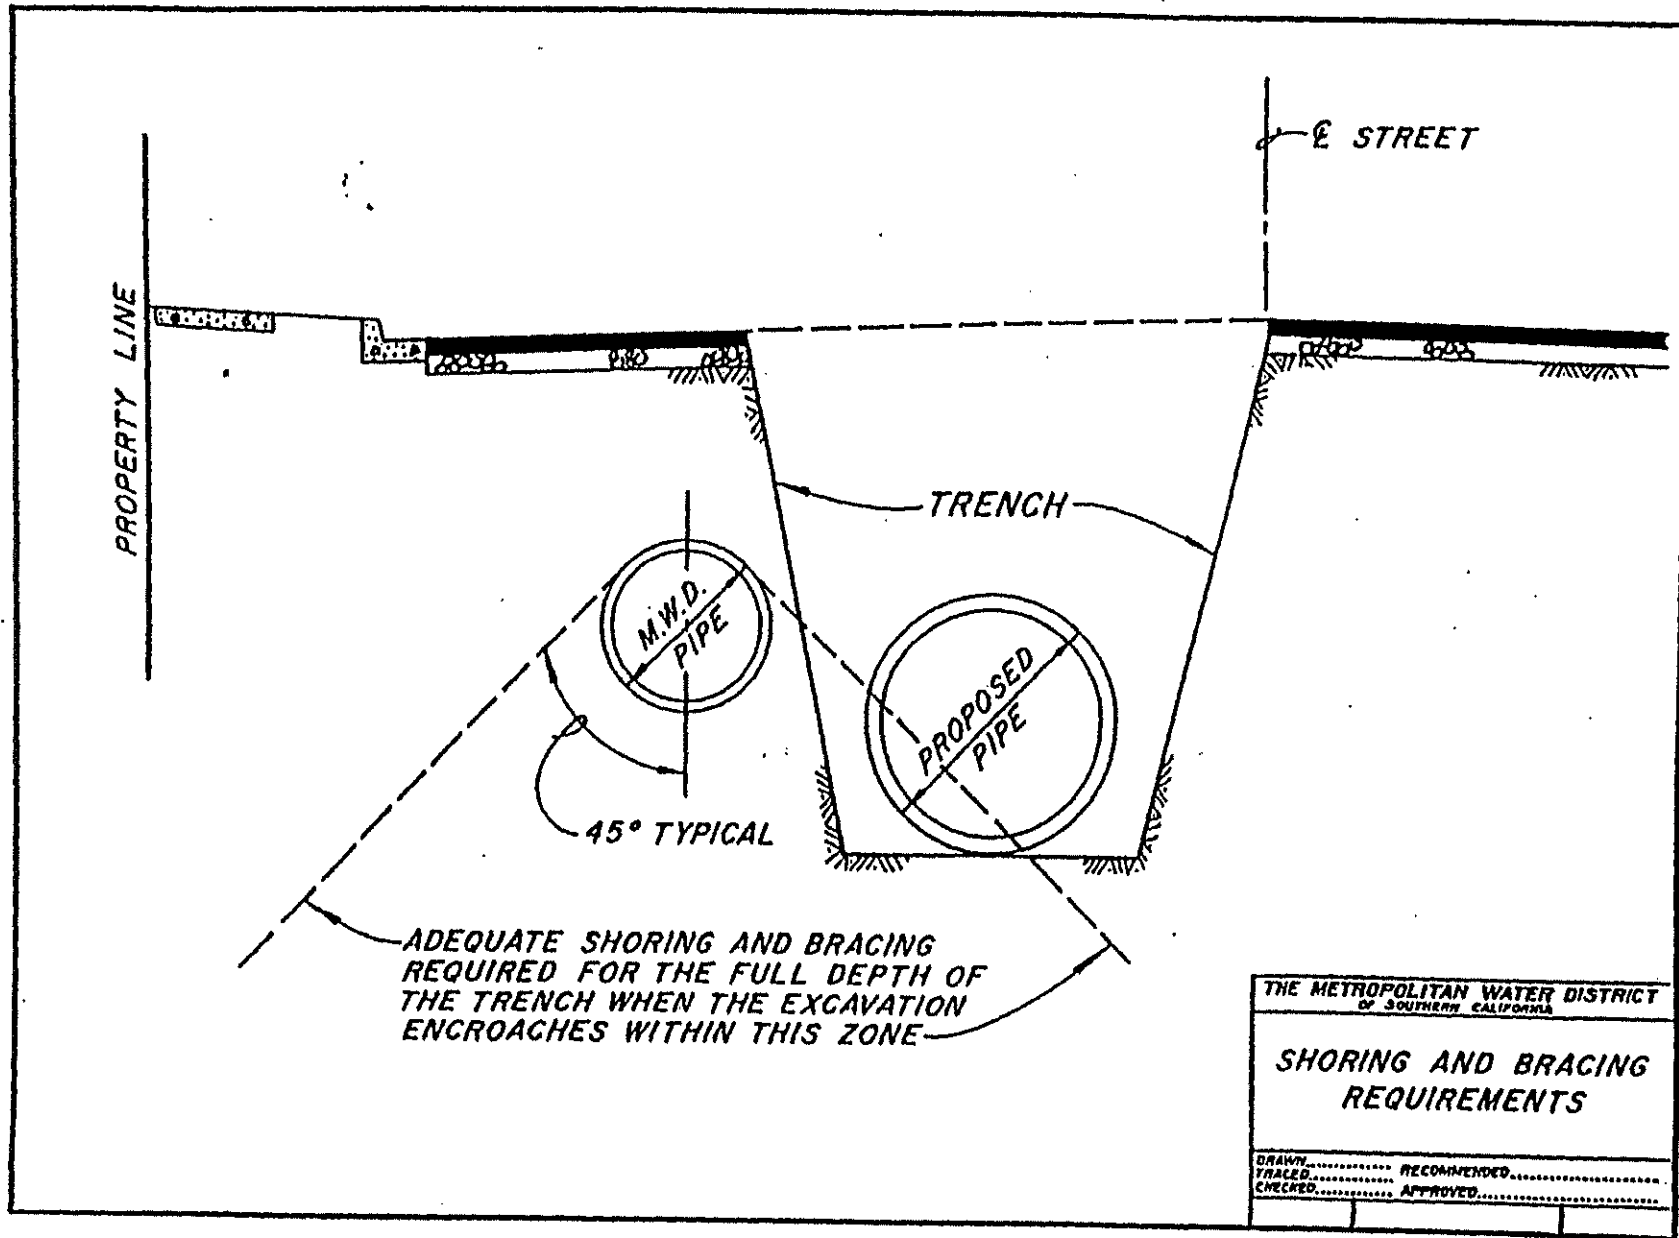 ℄ STREET
PROPERTY LINE
TRENCH
M.W.D.
PIPE
PROPOSED
PIPE
45° TYPICAL
ADEQUATE SHORING AND BRACING
REQUIRED FOR THE FULL DEPTH OF
THE TRENCH WHEN THE EXCAVATION
ENCROACHES WITHIN THIS ZONE
THE METROPOLITAN WATER DISTRICT
OF SOUTHERN CALIFORNIA
SHORING AND BRACING
REQUIREMENTS
DRAWN.............. RECOMMENDED......................
TRACED..............
CHECKED............. APPROVED...........................